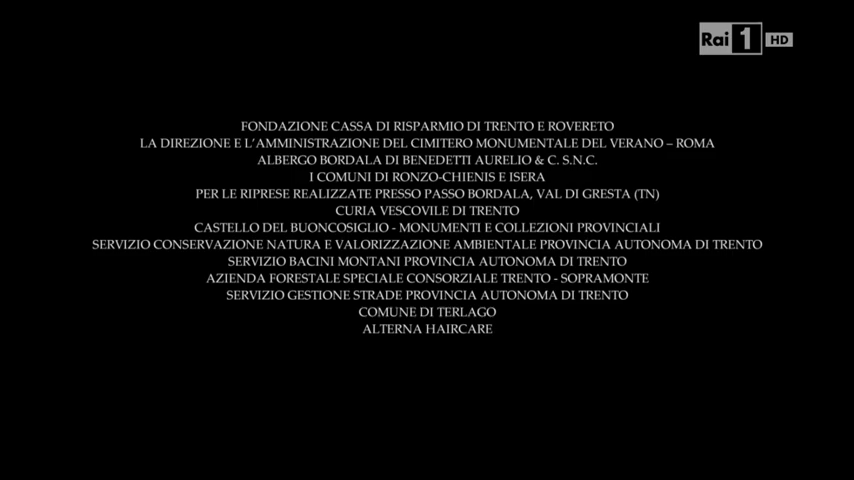 Rai 1 HD
FONDAZIONE CASSA DI RISPARMIO DI TRENTO E ROVERETO
LA DIREZIONE E L'AMMINISTRAZIONE DEL CIMITERO MONUMENTALE DEL VERANO – ROMA
ALBERGO BORDALA DI BENEDETTI AURELIO & C. S.N.C.
I COMUNI DI RONZO-CHIENIS E ISERA
PER LE RIPRESE REALIZZATE PRESSO PASSO BORDALA, VAL DI GRESTA (TN)
CURIA VESCOVILE DI TRENTO
CASTELLO DEL BUONCOSIGLIO - MONUMENTI E COLLEZIONI PROVINCIALI
SERVIZIO CONSERVAZIONE NATURA E VALORIZZAZIONE AMBIENTALE PROVINCIA AUTONOMA DI TRENTO
SERVIZIO BACINI MONTANI PROVINCIA AUTONOMA DI TRENTO
AZIENDA FORESTALE SPECIALE CONSORZIALE TRENTO - SOPRAMONTE
SERVIZIO GESTIONE STRADE PROVINCIA AUTONOMA DI TRENTO
COMUNE DI TERLAGO
ALTERNA HAIRCARE